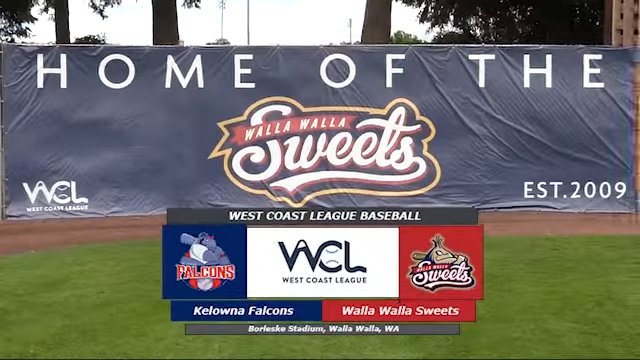 HOME OF THE
WALLA WALLA
Sweets
WCL
WEST COAST LEAGUE
EST.2009
WEST COAST LEAGUE BASEBALL
FALCONS
WCL
WEST COAST LEAGUE
WALLA WALLA
Sweets
Kelowna Falcons
Walla Walla Sweets
Borleske Stadium, Walla Walla, WA